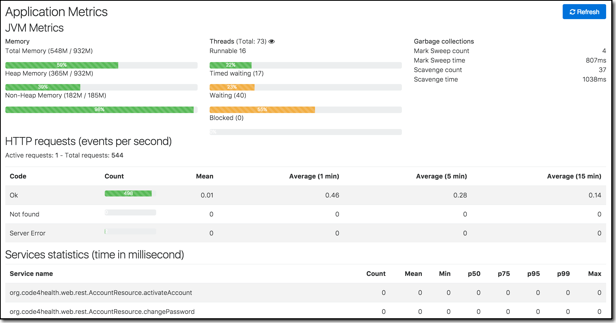 Application Metrics
Refresh
JVM Metrics
Memory
Total Memory (548M / 932M)
59%
Heap Memory (365M / 932M)
39%
Non-Heap Memory (182M / 185M)
98%
Threads (Total: 73)
Runnable 16
22%
Timed waiting (17)
23%
Waiting (40)
55%
Blocked (0)
Garbage collections
Mark Sweep count 4
Mark Sweep time 807ms
Scavenge count 37
Scavenge time 1038ms
HTTP requests (events per second)
Active requests: 1 - Total requests: 544
Code Count Mean Average (1 min) Average (5 min) Average (15 min)
Ok 496 0.01 0.46 0.28 0.14
Not found 0 0 0 0
Server Error 0 0 0 0
Services statistics (time in millisecond)
Service name Count Mean Min p50 p75 p95 p99 Max
org.code4health.web.rest.AccountResource.activateAccount 0 0 0 0 0 0 0 0
org.code4health.web.rest.AccountResource.changePassword 0 0 0 0 0 0 0 0